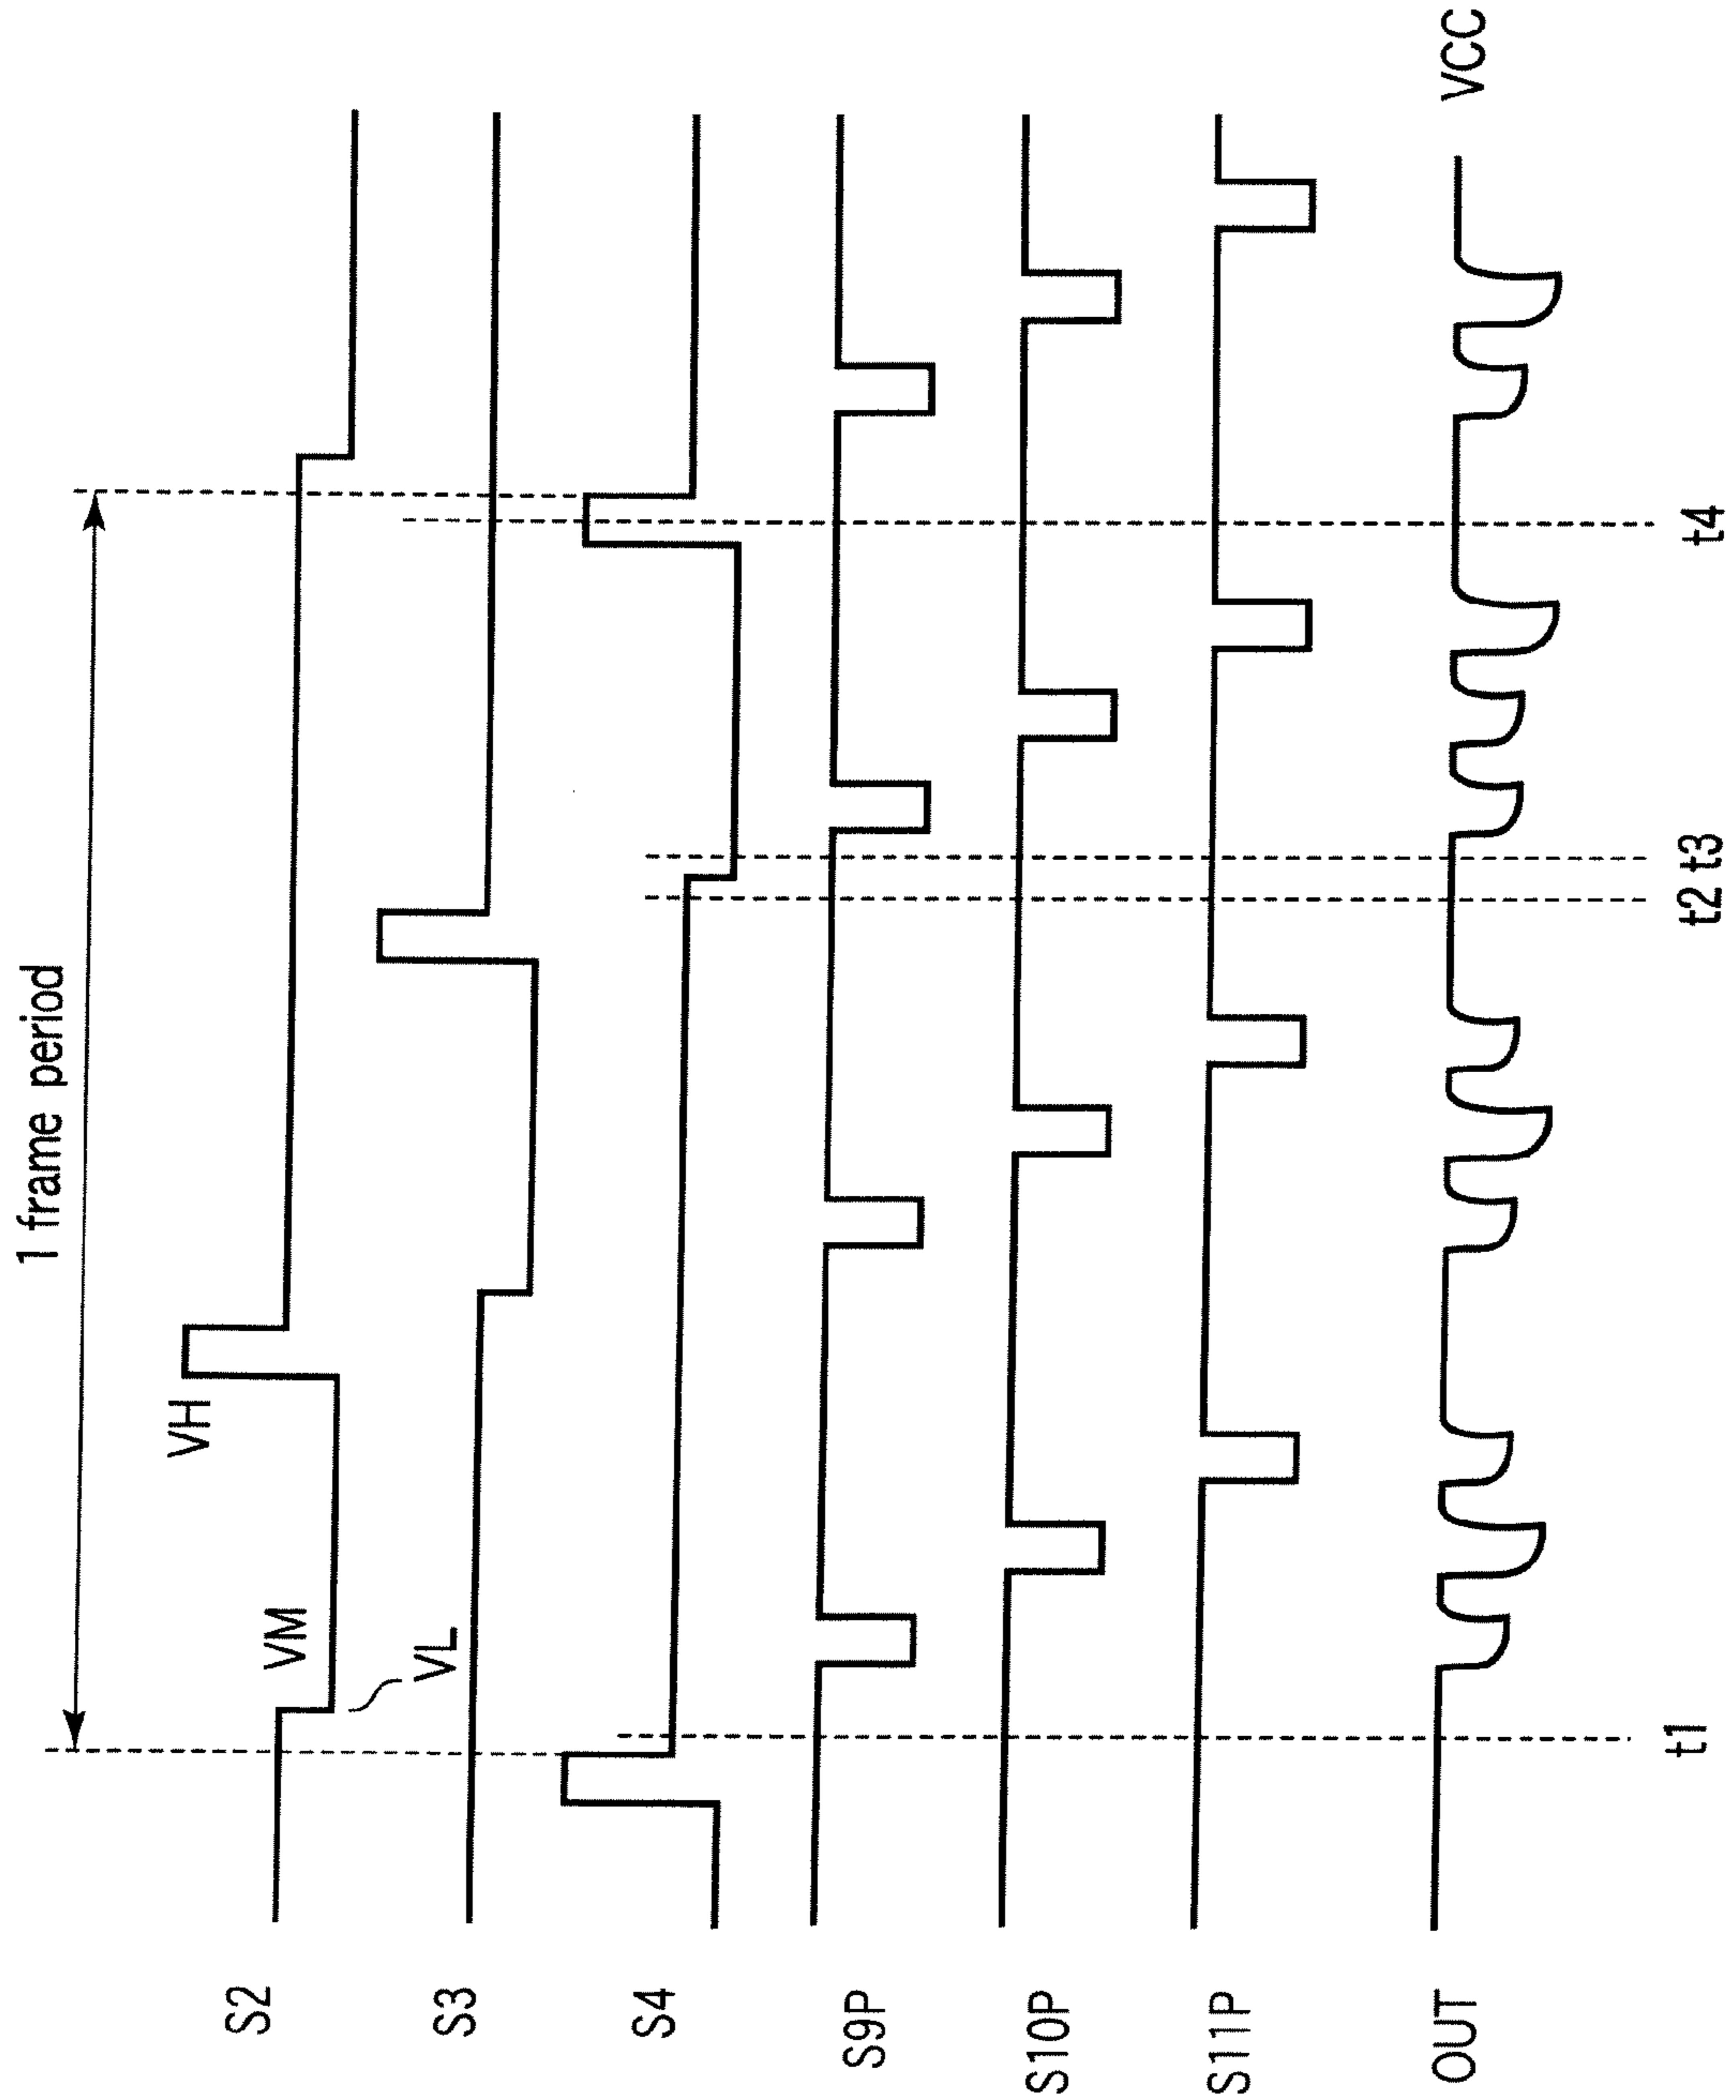 1 frame period
S2
VM
VH
VL
S3
S4
S9P
S10P
S11P
OUT
VCC
t1
t2
t3
t4